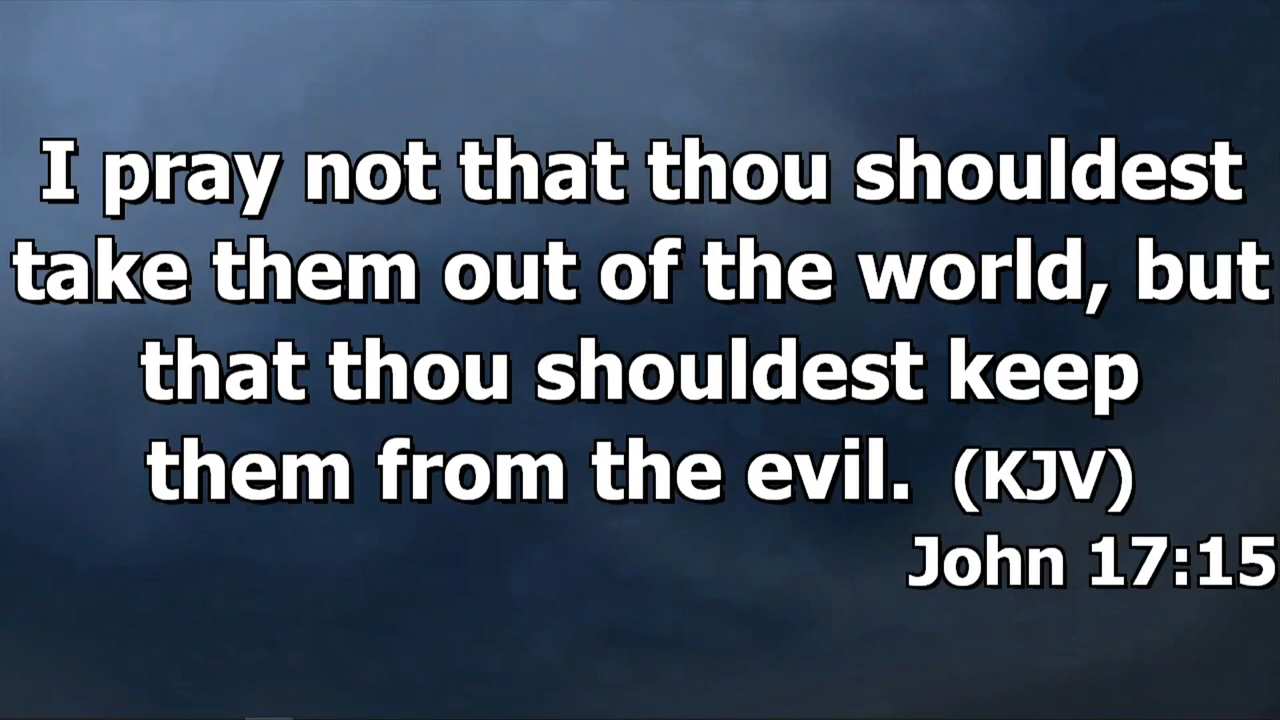 I pray not that thou shouldest
take them out of the world, but
that thou shouldest keep
them from the evil. (KJV)
John 17:15